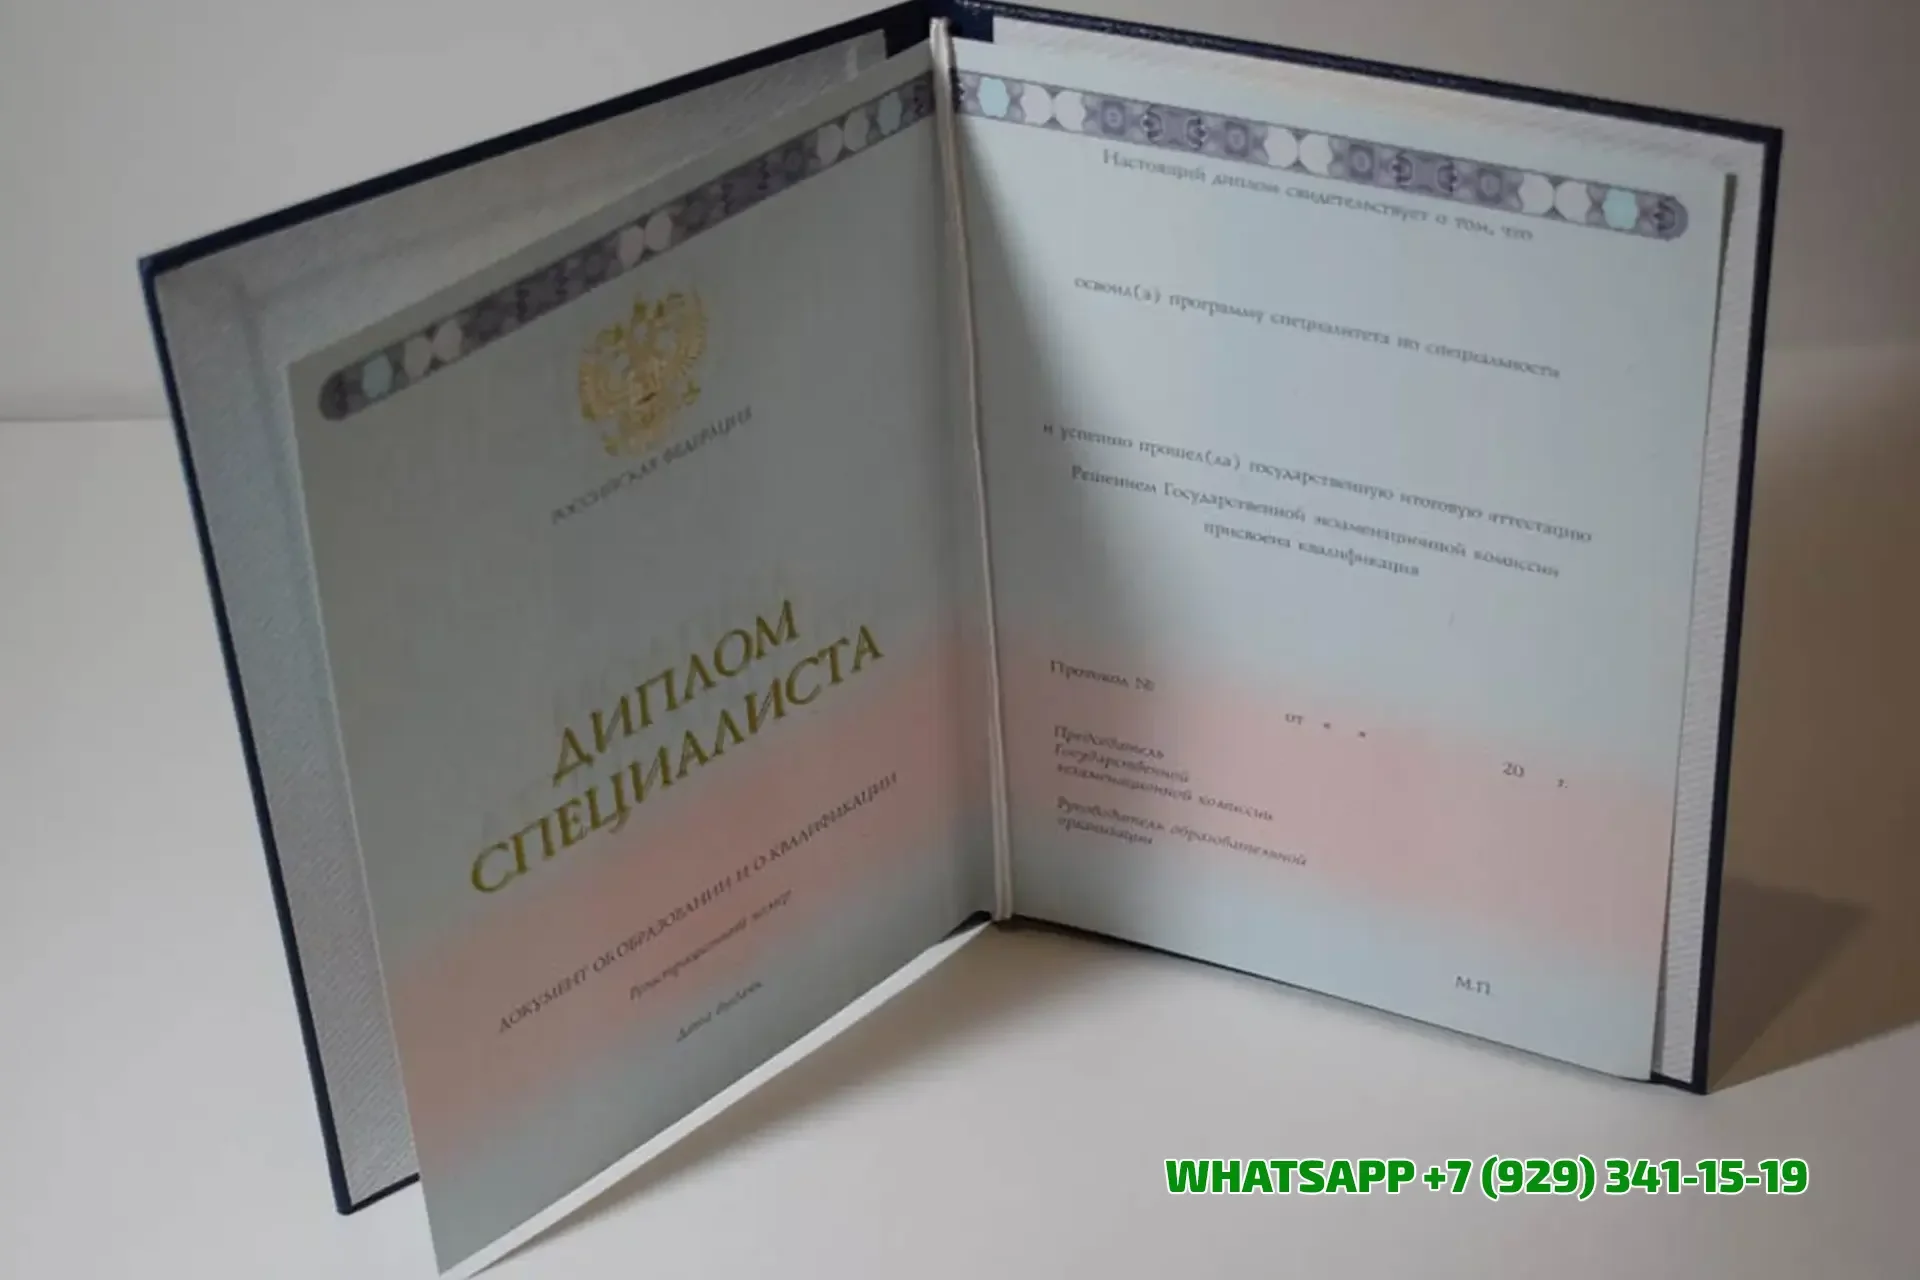 РОССИЙСКАЯ ФЕДЕРАЦИЯ
ДИПЛОМ
СПЕЦИАЛИСТА
ДОКУМЕНТ ОБ ОБРАЗОВАНИИ И О КВАЛИФИКАЦИИ
Регистрационный номер
Дата выдачи
Настоящий диплом свидетельствует о том, что
освоил(а) программу специалитета по специальности
и успешно прошел(ла) государственную итоговую аттестацию
Решением Государственной экзаменационной комиссии
присвоена квалификация
Протокол №
от « » 20 г.
Председатель
Государственной
экзаменационной комиссии
Руководитель образовательной
организации
М.П.
WHATSAPP +7 (929) 341-15-19